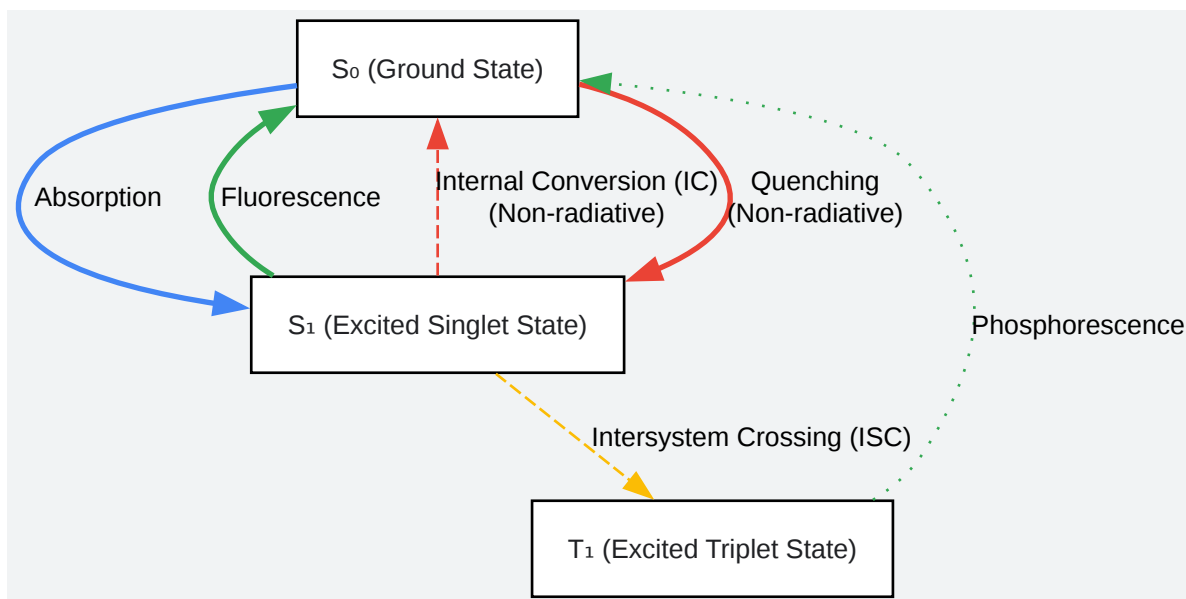 S₀ (Ground State)
Absorption
Fluorescence
Internal Conversion (IC)
(Non-radiative)
Quenching
(Non-radiative)
S₁ (Excited Singlet State)
Phosphorescence
Intersystem Crossing (ISC)
T₁ (Excited Triplet State)